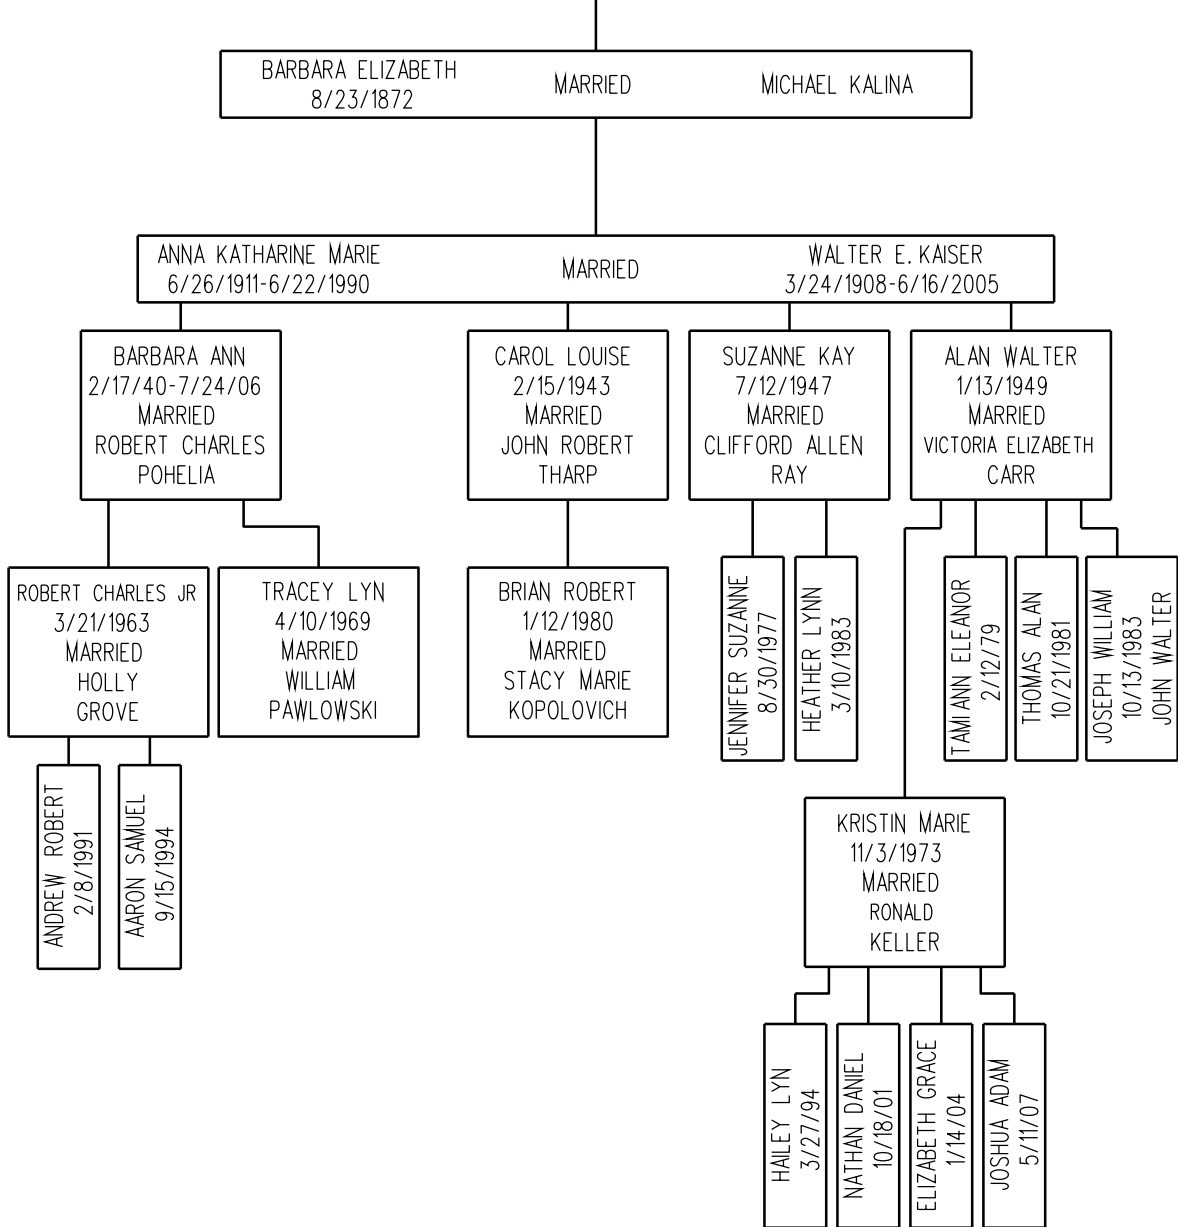 BARBARA ELIZABETH
8/23/1872
MARRIED
MICHAEL KALINA
ANNA KATHARINE MARIE
6/26/1911-6/22/1990
MARRIED
WALTER E. KAISER
3/24/1908-6/16/2005
BARBARA ANN
2/17/40-7/24/06
MARRIED
ROBERT CHARLES
POHELIA
CAROL LOUISE
2/15/1943
MARRIED
JOHN ROBERT
THARP
SUZANNE KAY
7/12/1947
MARRIED
CLIFFORD ALLEN
RAY
ALAN WALTER
1/13/1949
MARRIED
VICTORIA ELIZABETH
CARR
ROBERT CHARLES JR
3/21/1963
MARRIED
HOLLY
GROVE
TRACEY LYN
4/10/1969
MARRIED
WILLIAM
PAWLOWSKI
BRIAN ROBERT
1/12/1980
MARRIED
STACY MARIE
KOPOLOVICH
JENNIFER SUZANNE
8/30/1977
HEATHER LYNN
3/10/1983
TAMI ANN ELEANOR
2/12/79
THOMAS ALAN
10/21/1981
JOSEPH WILLIAM
10/13/1983
JOHN WALTER
ANDREW ROBERT
2/8/1991
AARON SAMUEL
9/15/1994
KRISTIN MARIE
11/3/1973
MARRIED
RONALD
KELLER
HAILEY LYN
3/27/94
NATHAN DANIEL
10/18/01
ELIZABETH GRACE
1/14/04
JOSHUA ADAM
5/11/07